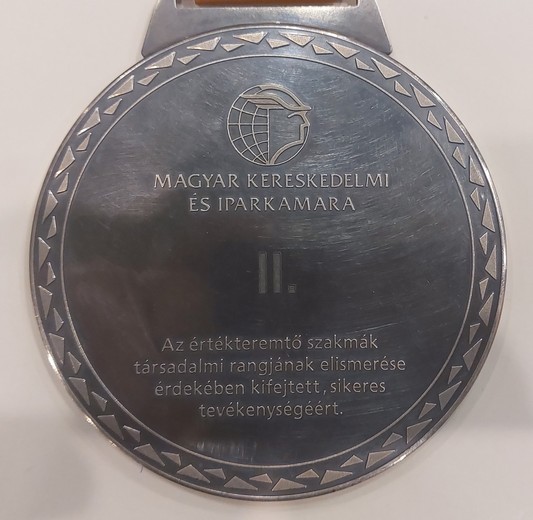 MAGYAR KERESKEDELMI
ÉS IPARKAMARA
II.
Az értékteremtő szakmák
társadalmi rangjának elismerése
érdekében kifejtett, sikeres
tevékenységéért.